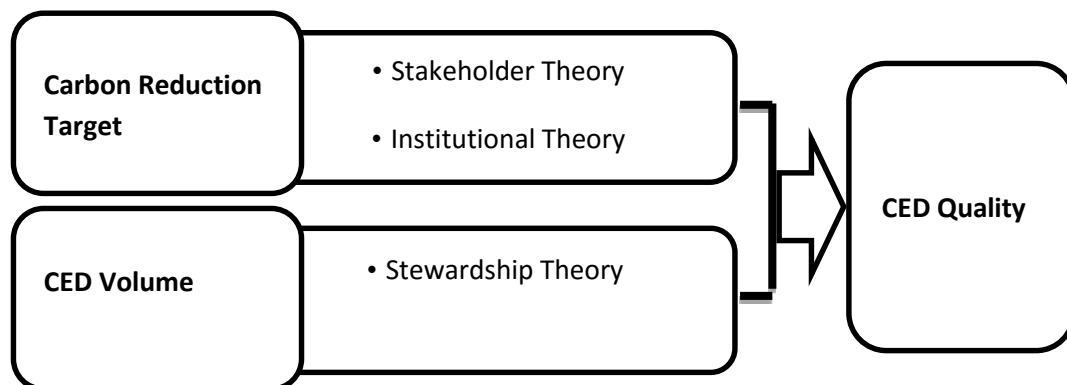 Carbon Reduction
Target
• Stakeholder Theory
• Institutional Theory
CED Volume
• Stewardship Theory
CED Quality